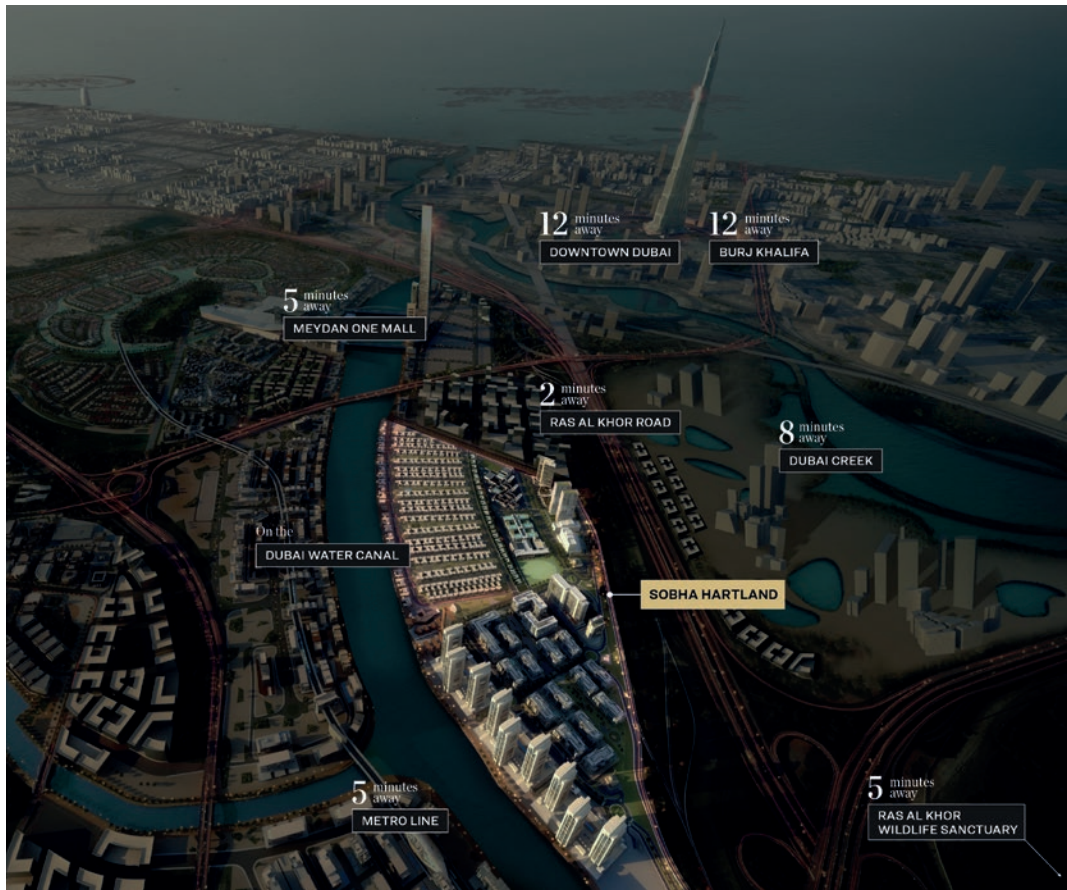 12 minutes away
DOWNTOWN DUBAI
12 minutes away
BURJ KHALIFA
5 minutes away
MEYDAN ONE MALL
2 minutes away
RAS AL KHOR ROAD
8 minutes away
DUBAI CREEK
On the
DUBAI WATER CANAL
SOBHA HARTLAND
5 minutes away
METRO LINE
5 minutes away
RAS AL KHOR
WILDLIFE SANCTUARY